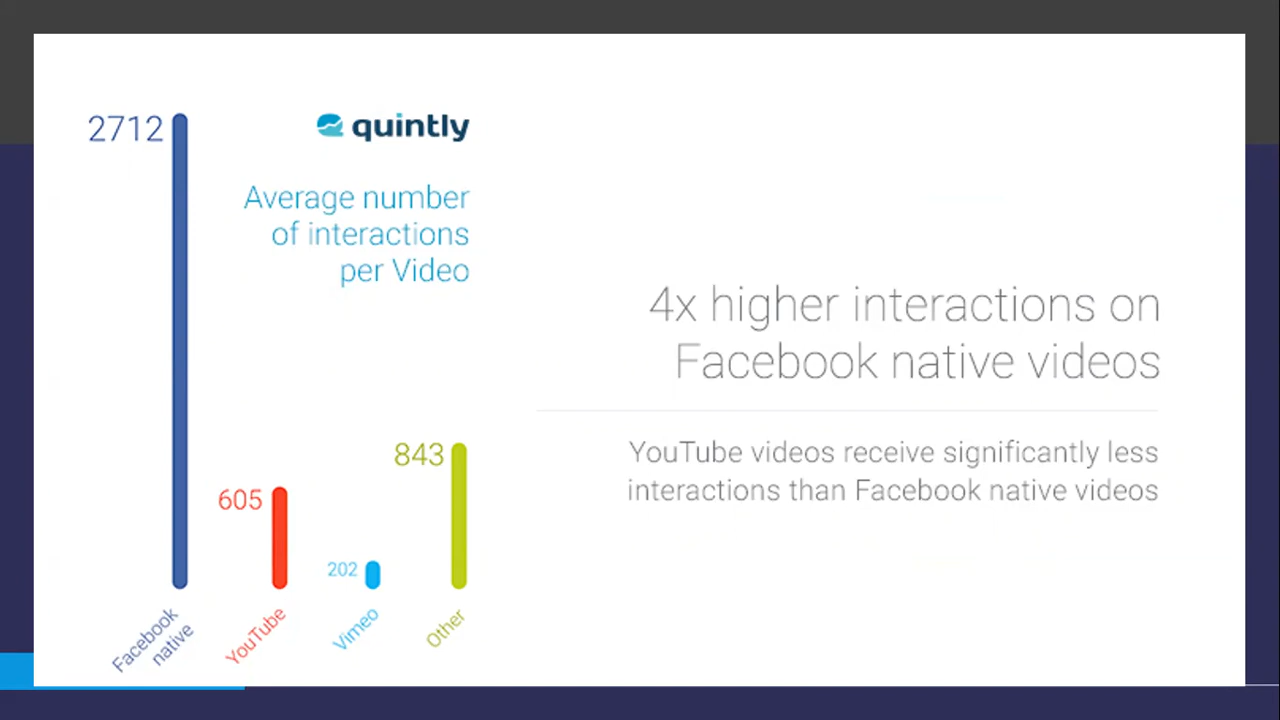 2712
quintly
Average number
of interactions
per Video
4x higher interactions on
Facebook native videos
YouTube videos receive significantly less
interactions than Facebook native videos
843
605
202
Facebook
native
YouTube
Vimeo
Other